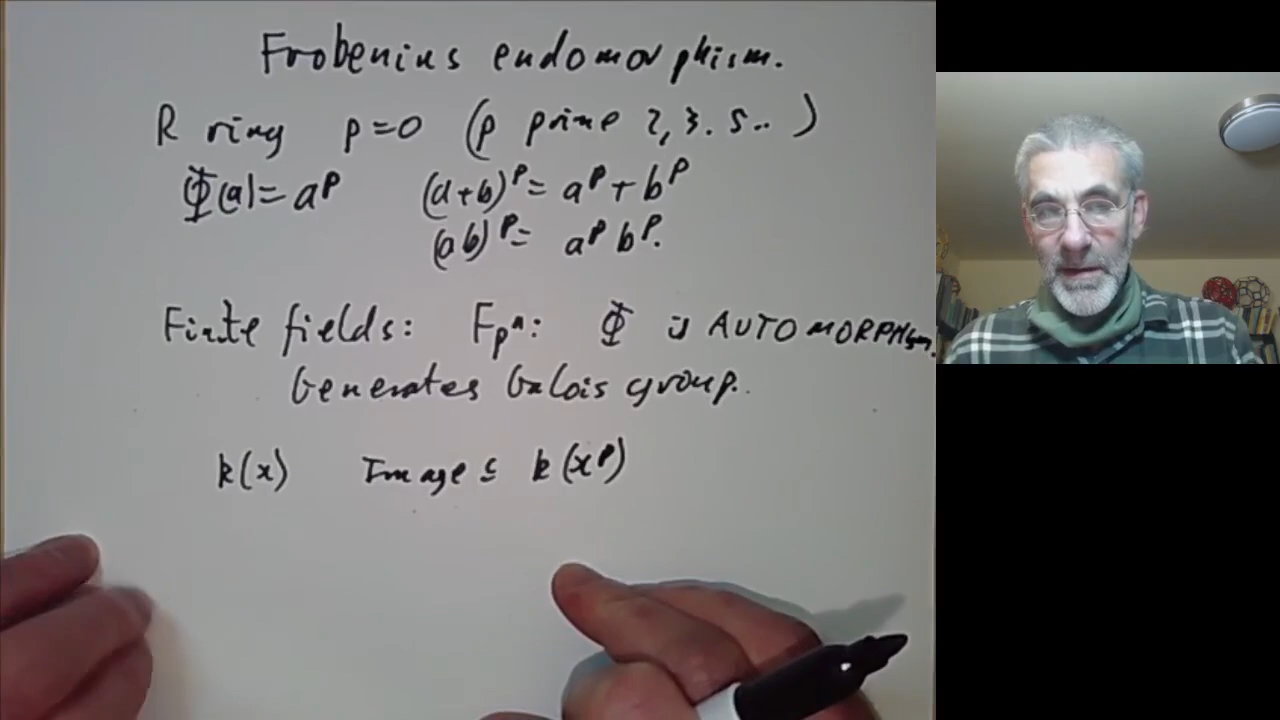 Frobenius endomorphism.
R ring p=0 (p prime 2, 3. 5.. )
Φ(a)= a^p (a+b)^p = a^p + b^p
(ab)^p = a^p b^p.
Finite fields: F_p^n: Φ is AUTOMORPHism!
Generates Galois group.
k(x) Image ⊆ k(x^p)